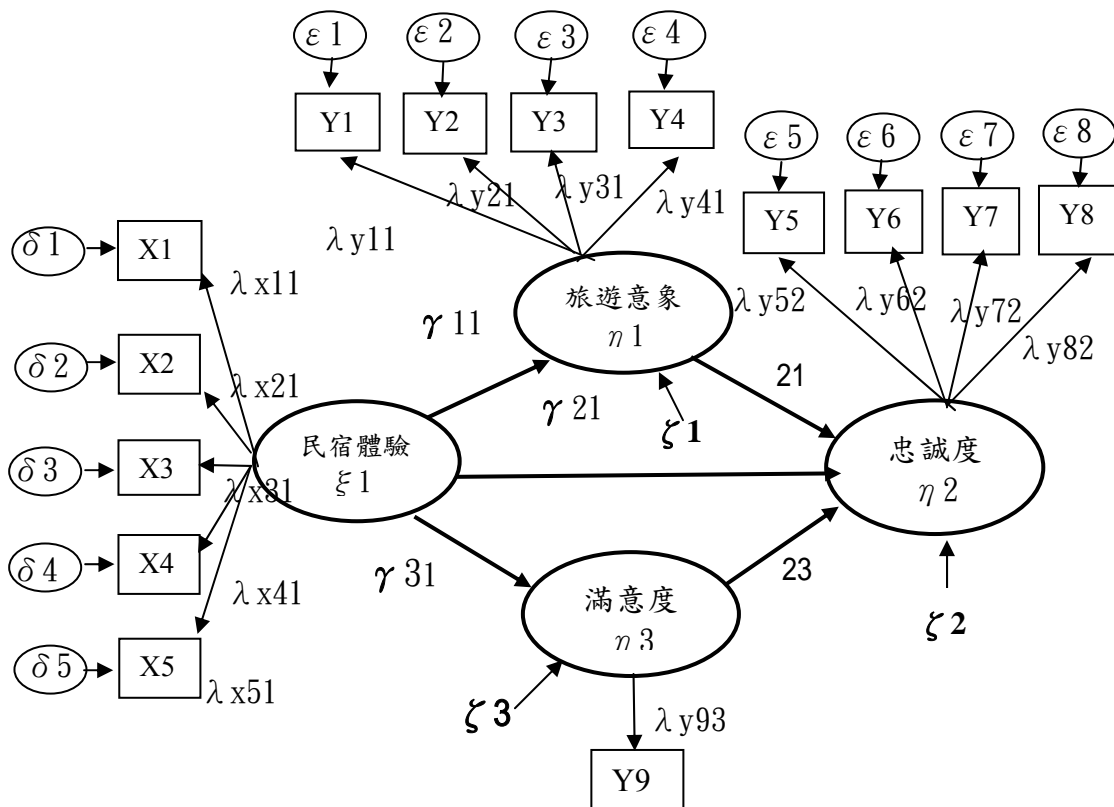 ε1 ε2 ε3 ε4
Y1 Y2 Y3 Y4
ε5 ε6 ε7 ε8
Y5 Y6 Y7 Y8
λy11 λy21 λy31 λy41
λy52 λy62 λy72 λy82
δ1 X1 λx11
δ2 X2 λx21
δ3 X3 λx31
δ4 X4 λx41
δ5 X5 λx51
旅遊意象
η1
γ11
γ21
ζ1
21
民宿體驗
ξ1
忠誠度
η2
γ31
23
滿意度
η3
ζ2
ζ3
λy93
Y9